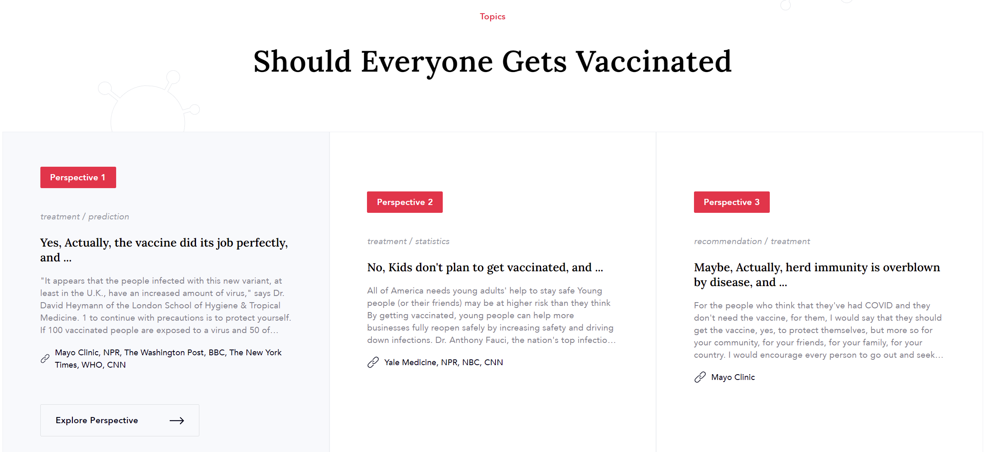 Topics
Should Everyone Gets Vaccinated
Perspective 1
treatment / prediction
Yes, Actually, the vaccine did its job perfectly,
and ...
"It appears that the people infected with this new variant, at
least in the U.K., have an increased amount of virus," says Dr.
David Heymann of the London School of Hygiene & Tropical
Medicine. 1 to continue with precautions is to protect yourself.
If 100 vaccinated people are exposed to a virus and 50 of…
Mayo Clinic, NPR, The Washington Post, BBC, The New York
Times, WHO, CNN
Explore Perspective
Perspective 2
treatment / statistics
No, Kids don't plan to get vaccinated, and ...
All of America needs young adults' help to stay safe Young
people (or their friends) may be at higher risk than they think
By getting vaccinated, young people can help more
businesses fully reopen safely by increasing safety and driving
down infections. Dr. Anthony Fauci, the nation's top infectio…
Yale Medicine, NPR, NBC, CNN
Perspective 3
recommendation / treatment
Maybe, Actually, herd immunity is overblown
by disease, and ...
For the people who think that they've had COVID and they
don't need the vaccine, for them, I would say that they should
get the vaccine, yes, to protect themselves, but more so for
your community, for your friends, for your family, for your
country. I would encourage every person to go out and seek…
Mayo Clinic